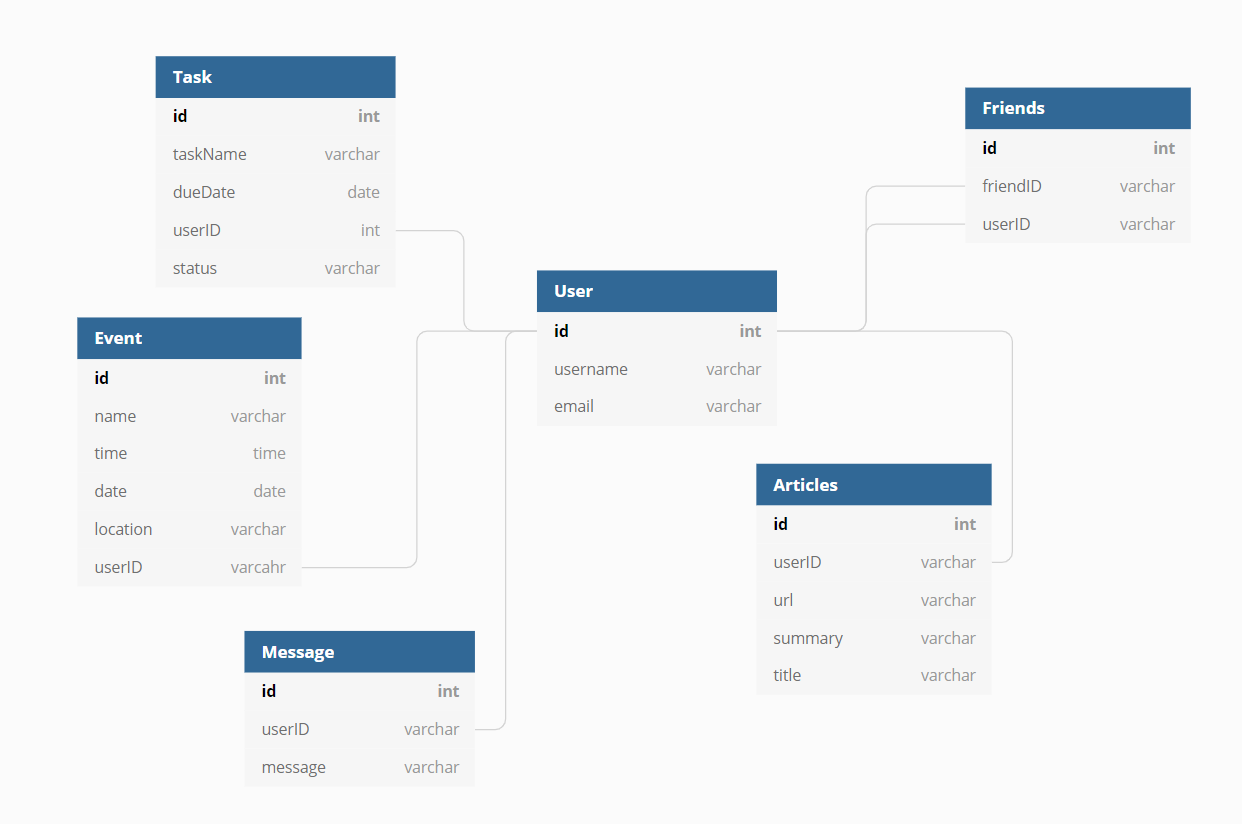 Task
id int
taskName varchar
dueDate date
userID int
status varchar
Friends
id int
friendID varchar
userID varchar
User
id int
username varchar
email varchar
Event
id int
name varchar
time time
date date
location varchar
userID varcahr
Articles
id int
userID varchar
url varchar
summary varchar
title varchar
Message
id int
userID varchar
message varchar